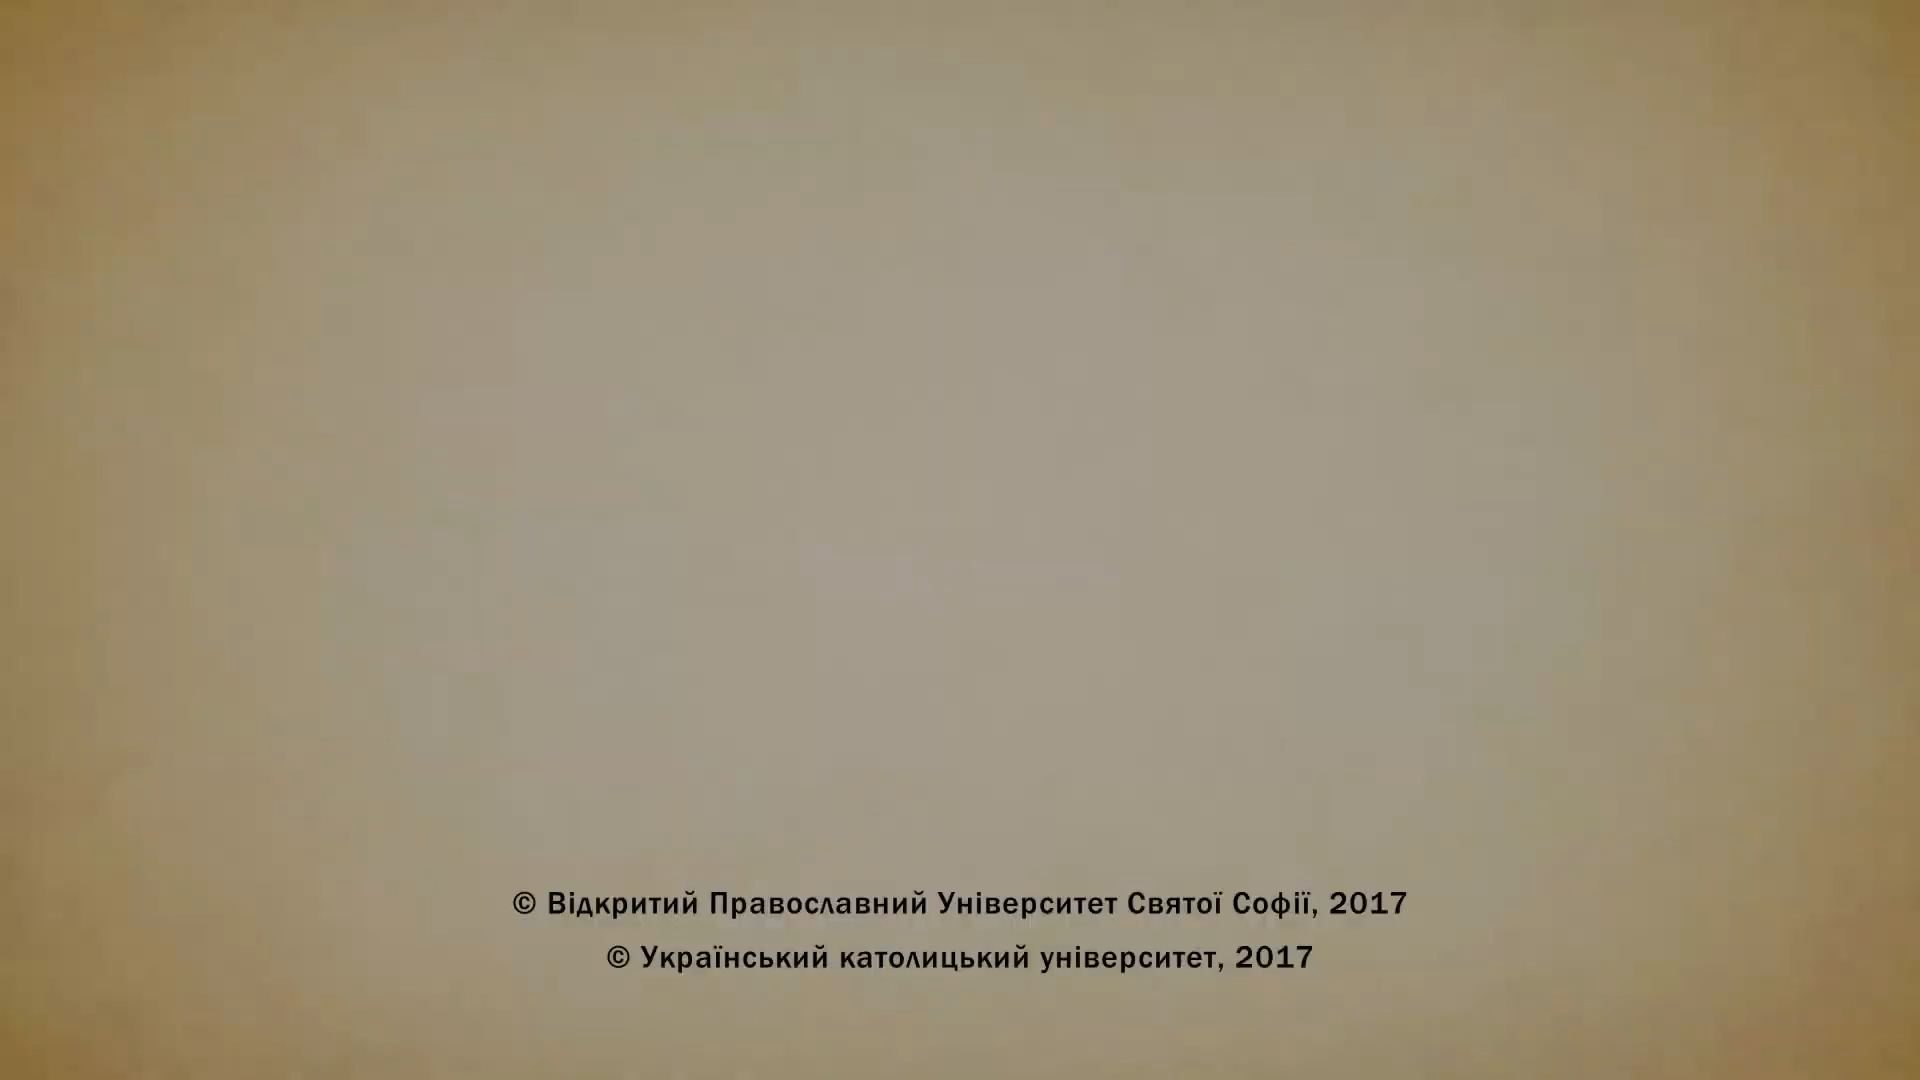 © Відкритий Православний Університет Святої Софії, 2017
© Український католицький університет, 2017